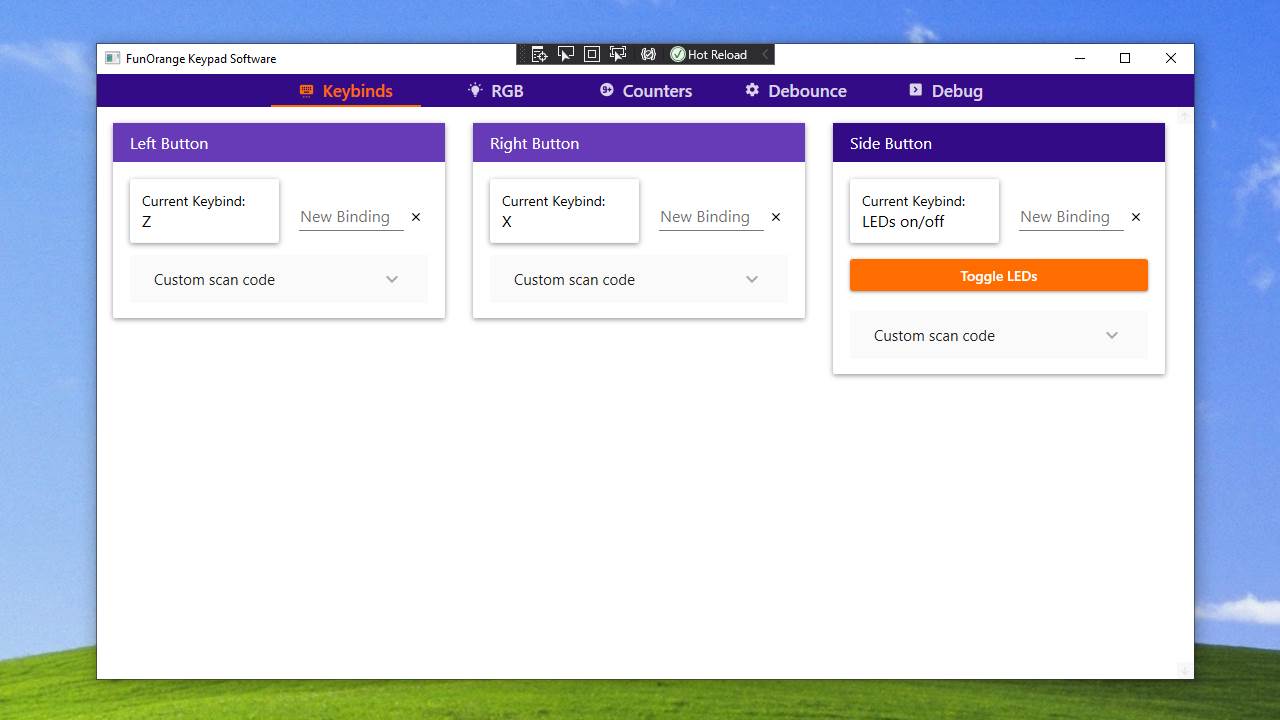 FunOrange Keypad Software
Hot Reload
Keybinds
9+
RGB
Counters
Debounce
Debug
Left Button
Current Keybind:
Z
New Binding
Custom scan code
Right Button
Current Keybind:
X
New Binding
Custom scan code
Side Button
Current Keybind:
LEDs on/off
New Binding
Toggle LEDs
Custom scan code